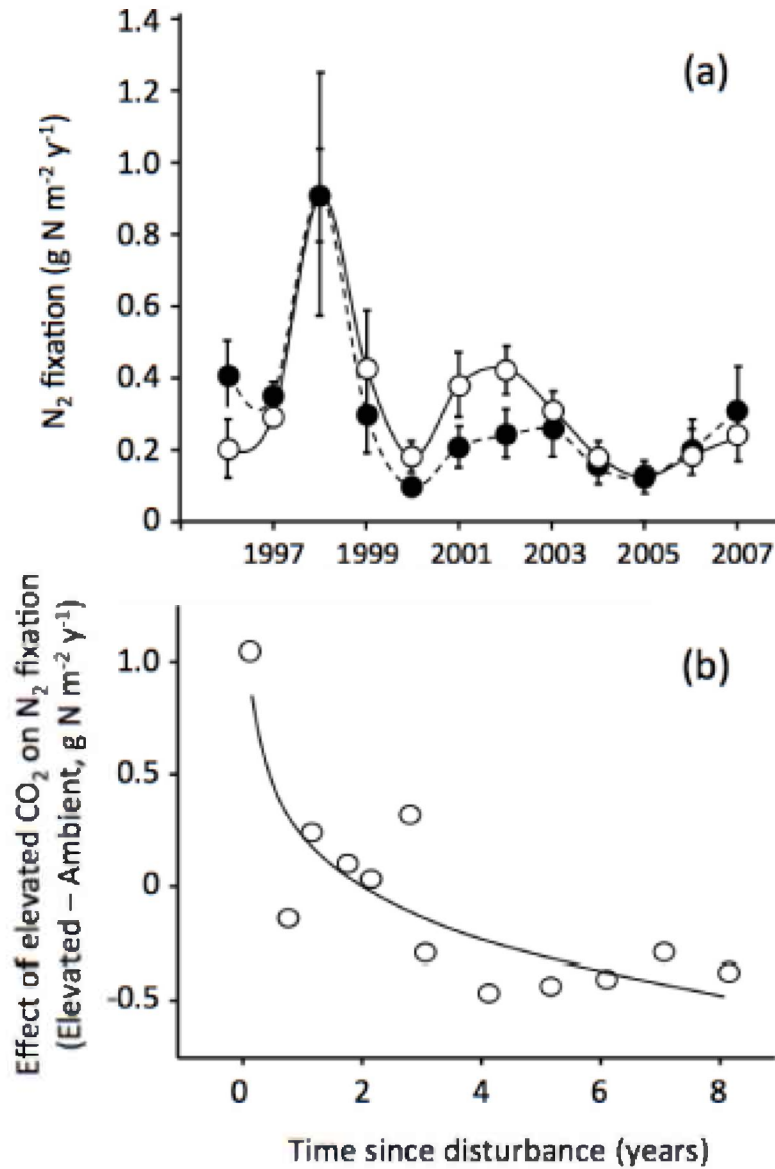 1.4
(a)
1.2
1.0
0.8
0.6
0.4
0.2
0
N₂ fixation (g N m⁻² y⁻¹)
1997 1999 2001 2003 2005 2007
Effect of elevated CO₂ on N₂ fixation
(Elevated – Ambient, g N m⁻² y⁻¹)
(b)
1.0
0.5
0
-0.5
0 2 4 6 8
Time since disturbance (years)